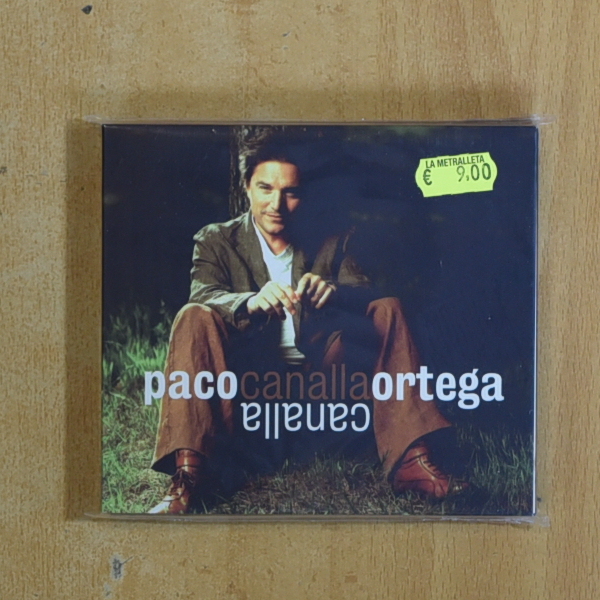 LA METRALLETA
€ 9,00
pacocanallaortega
canalla